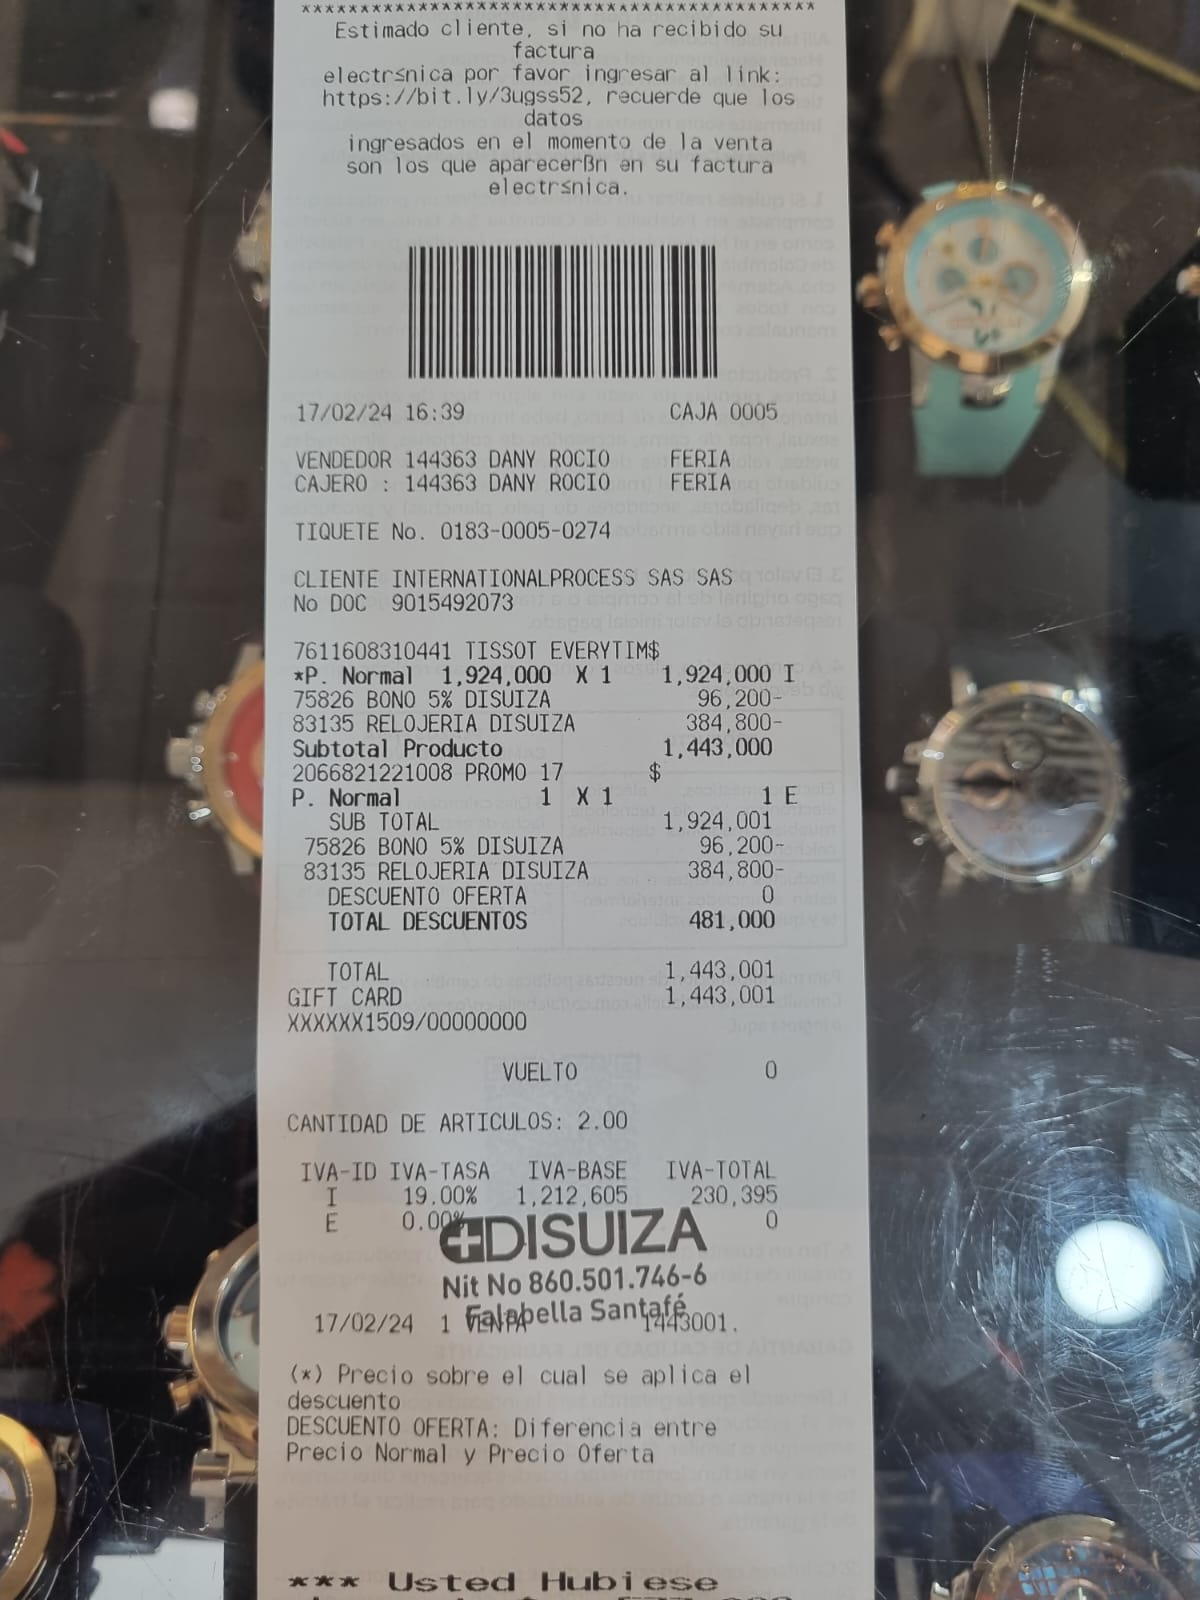 ******************************************
Estimado cliente, si no ha recibido su
factura
electr≤nica por favor ingresar al link:
https://bit.ly/3ugss52, recuerde que los
datos
ingresados en el momento de la venta
son los que aparecerßn en su factura
electr≤nica.
17/02/24 16:39 CAJA 0005
VENDEDOR 144363 DANY ROCIO FERIA
CAJERO : 144363 DANY ROCIO FERIA
TIQUETE No. 0183-0005-0274
CLIENTE INTERNATIONALPROCESS SAS SAS
No DOC 9015492073
7611608310441 TISSOT EVERYTIM$
*P. Normal 1,924,000 X 1 1,924,000 I
75826 BONO 5% DISUIZA 96,200-
83135 RELOJERIA DISUIZA 384,800-
Subtotal Producto 1,443,000
2066821221008 PROMO 17 $
P. Normal 1 X 1 1 E
SUB TOTAL 1,924,001
75826 BONO 5% DISUIZA 96,200-
83135 RELOJERIA DISUIZA 384,800-
DESCUENTO OFERTA 0
TOTAL DESCUENTOS 481,000
TOTAL 1,443,001
GIFT CARD 1,443,001
XXXXXX1509/00000000
VUELTO 0
CANTIDAD DE ARTICULOS: 2.00
IVA-ID IVA-TASA IVA-BASE IVA-TOTAL
I 19.00% 1,212,605 230,395
E 0.00% 0
DISUIZA
Nit No 860.501.746-6
Falabella Santafé
17/02/24 1 VENTA 1443001.
(*) Precio sobre el cual se aplica el
descuento
DESCUENTO OFERTA: Diferencia entre
Precio Normal y Precio Oferta
*** Usted Hubiese